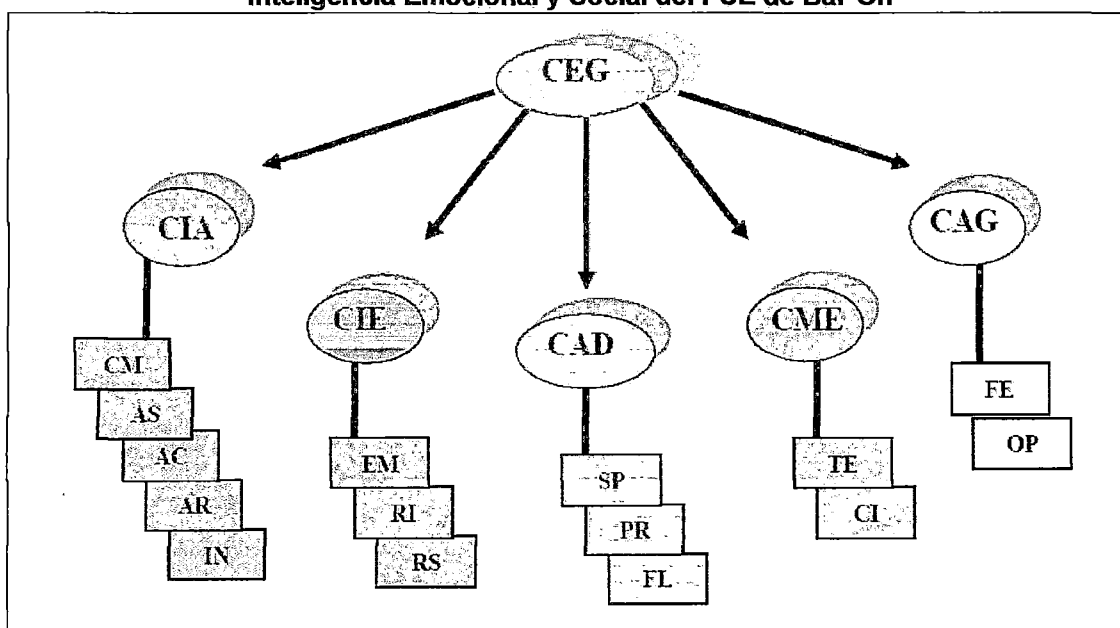 Inteligencia Emocional y Social del I-CE de Bar-On
CEG
CIA
CIE
CAD
CME
CAG
CM
AS
AC
AR
IN
EM
RI
RS
SP
PR
FL
TE
CI
FE
OP